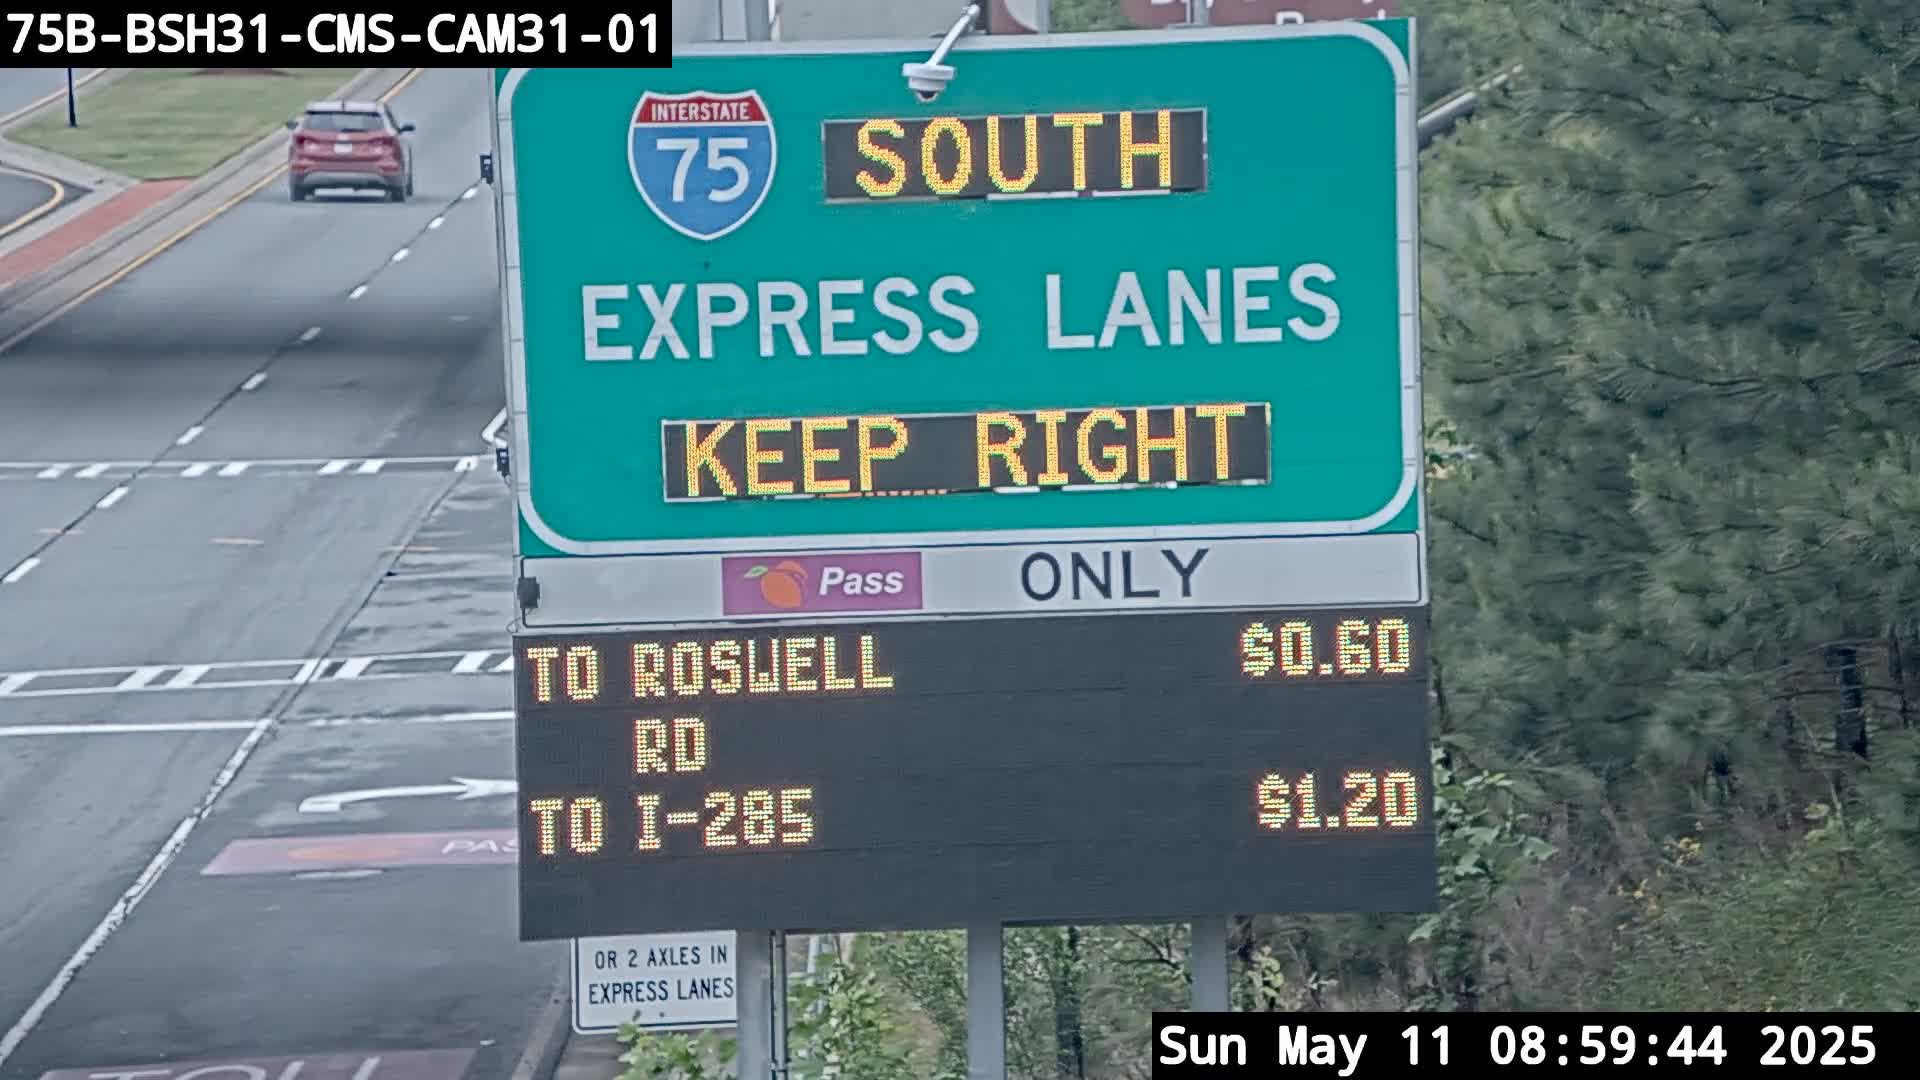 75B-BSH31-CMS-CAM31-01
INTERSTATE
75
SOUTH
EXPRESS LANES
KEEP RIGHT
Pass ONLY
TO ROSWELL $0.60
RD
TO I-285 $1.20
OR 2 AXLES IN
EXPRESS LANES
TOLL
Sun May 11 08:59:44 2025